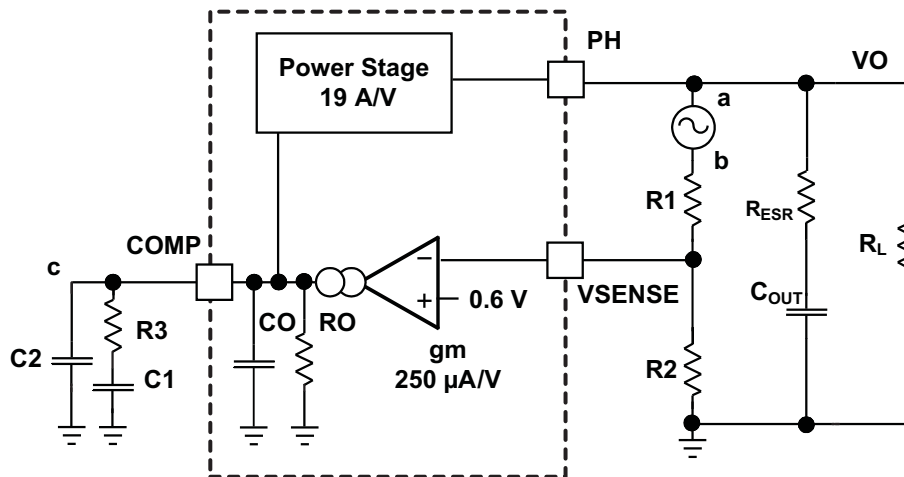 PH
Power Stage
19 A/V
VO
a
b
R1
RESR
RL
COMP
c
VSENSE
0.6 V
−
+
CO
RO
R3
C2
C1
gm
250 µA/V
COUT
R2